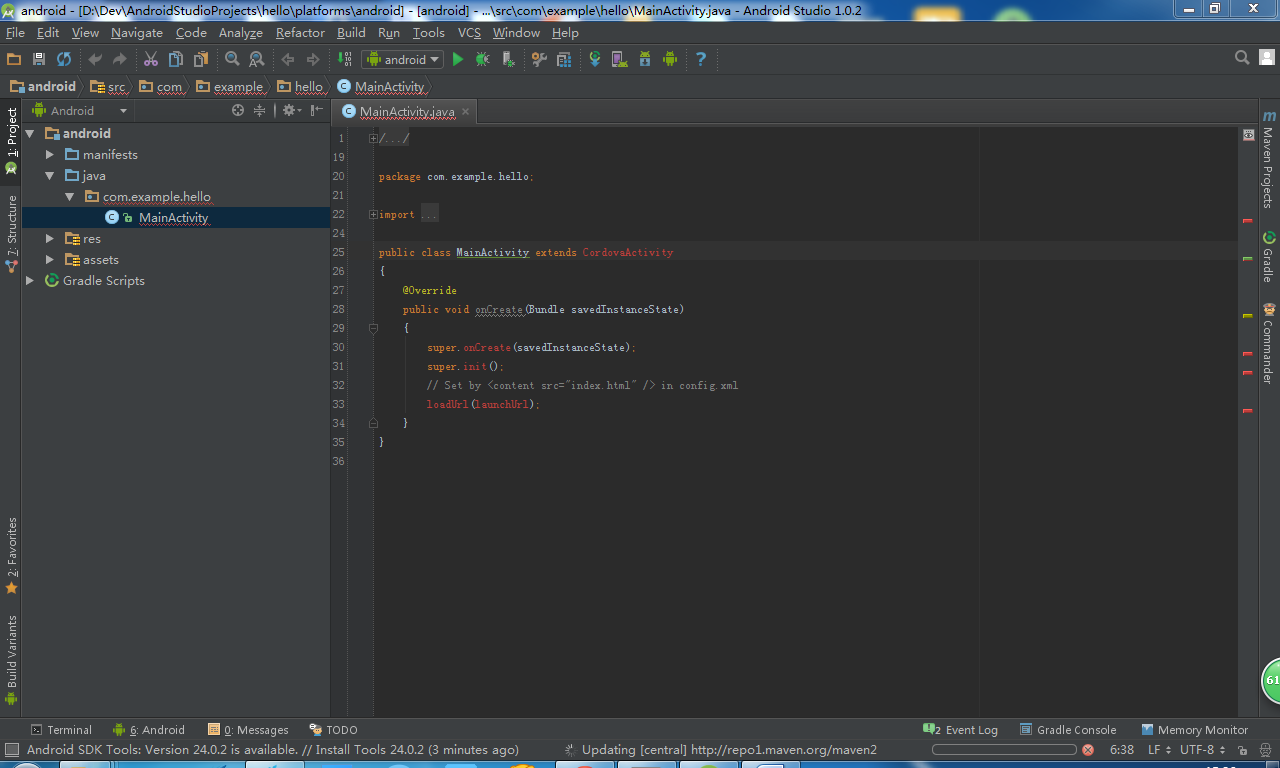 android - [D:\Dev\AndroidStudioProjects\hello\platforms\android] - [android] - ...\src\com\example\hello\MainActivity.java - Android Studio 1.0.2
File Edit View Navigate Code Analyze Refactor Build Run Tools VCS Window Help
android
android src com example hello MainActivity
Android
MainActivity.java
1: Project
7: Structure
2: Favorites
Build Variants
android
manifests
java
com.example.hello
MainActivity
res
assets
Gradle Scripts
1 /.../
19
20 package com.example.hello;
21
22 import ...
24
25 public class MainActivity extends CordovaActivity
26 {
27 @Override
28 public void onCreate(Bundle savedInstanceState)
29 {
30 super.onCreate(savedInstanceState);
31 super.init();
32 // Set by <content src="index.html" /> in config.xml
33 loadUrl(launchUrl);
34 }
35 }
36
Maven Projects
Gradle
Commander
61
Terminal 6: Android 0: Messages TODO 2 Event Log Gradle Console Memory Monitor
Android SDK Tools: Version 24.0.2 is available. // Install Tools 24.0.2 (3 minutes ago) Updating [central] http://repo1.maven.org/maven2 6:38 LF UTF-8